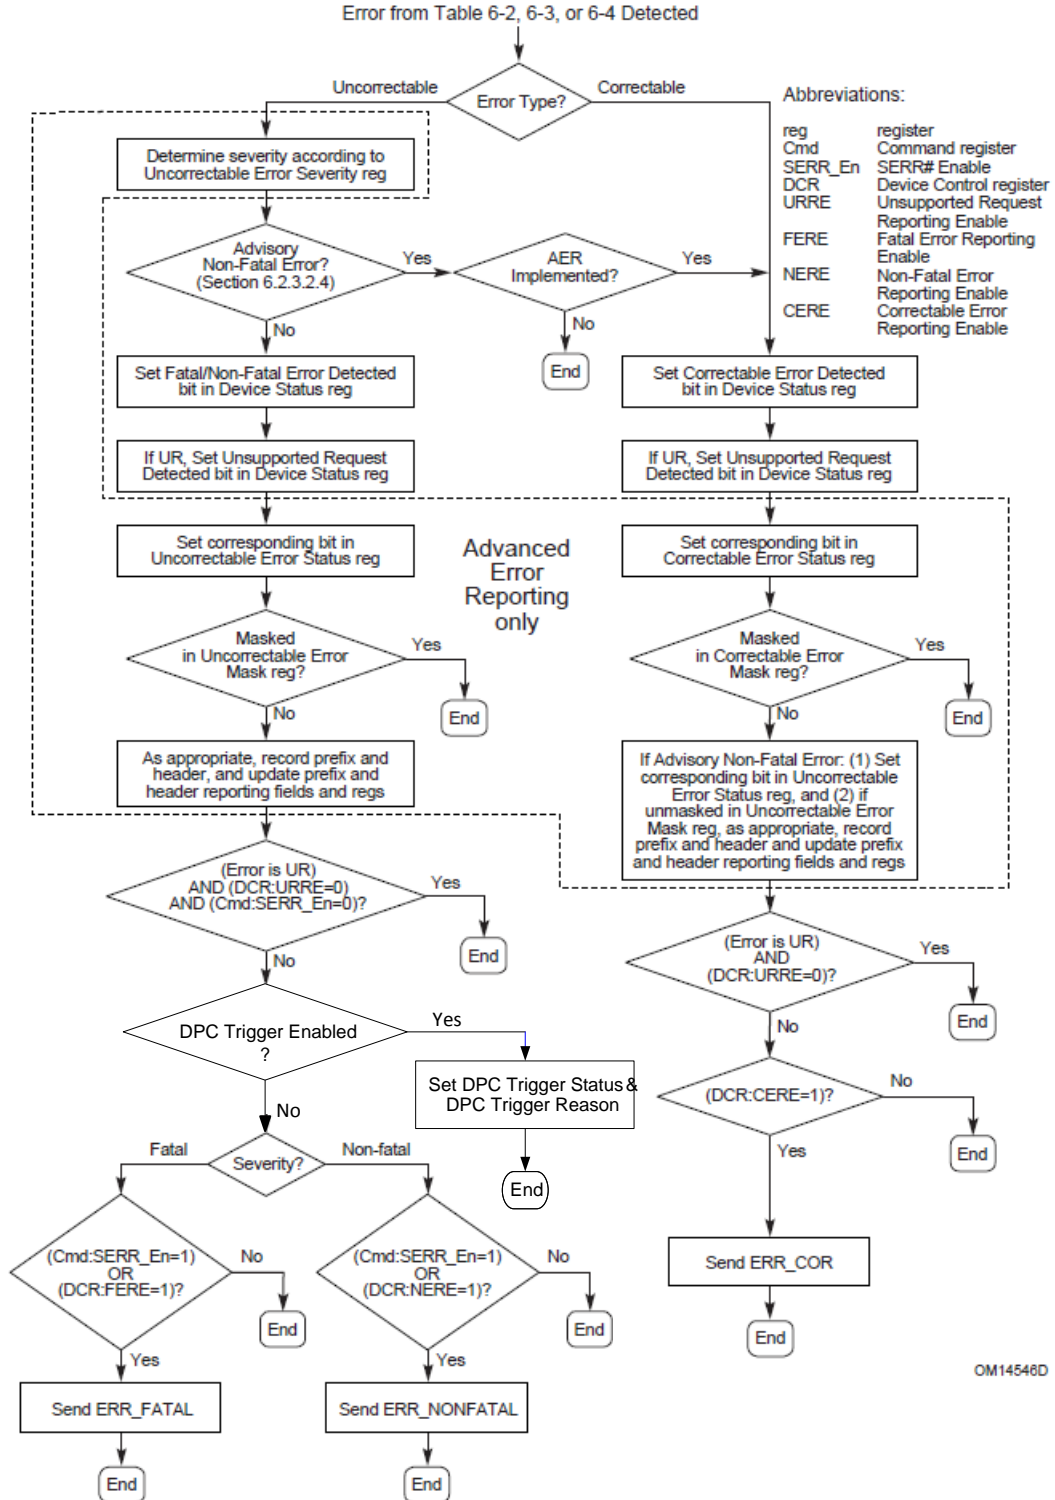 Error from Table 6-2, 6-3, or 6-4 Detected
Uncorrectable
Error Type?
Correctable
Abbreviations:
reg register
Cmd Command register
SERR_En SERR# Enable
DCR Device Control register
URRE Unsupported Request
Reporting Enable
FERE Fatal Error Reporting
Enable
NERE Non-Fatal Error
Reporting Enable
CERE Correctable Error
Reporting Enable
Determine severity according to
Uncorrectable Error Severity reg
Advisory
Non-Fatal Error?
(Section 6.2.3.2.4)
Yes
No
AER
Implemented?
Yes
No
End
Set Fatal/Non-Fatal Error Detected
bit in Device Status reg
Set Correctable Error Detected
bit in Device Status reg
If UR, Set Unsupported Request
Detected bit in Device Status reg
If UR, Set Unsupported Request
Detected bit in Device Status reg
Set corresponding bit in
Uncorrectable Error Status reg
Advanced
Error
Reporting
only
Set corresponding bit in
Correctable Error Status reg
Masked
in Uncorrectable Error
Mask reg?
Yes
End
No
Masked
in Correctable Error
Mask reg?
Yes
End
No
As appropriate, record prefix and
header, and update prefix and
header reporting fields and regs
If Advisory Non-Fatal Error: (1) Set
corresponding bit in Uncorrectable
Error Status reg, and (2) if
unmasked in Uncorrectable Error
Mask reg, as appropriate, record
prefix and header and update prefix
and header reporting fields and regs
(Error is UR)
AND (DCR:URRE=0)
AND (Cmd:SERR_En=0)?
Yes
End
No
(Error is UR)
AND
(DCR:URRE=0)?
Yes
End
No
DPC Trigger Enabled
?
Yes
Set DPC Trigger Status &
DPC Trigger Reason
End
No
(DCR:CERE=1)?
No
End
Yes
Fatal
Severity?
Non-fatal
(Cmd:SERR_En=1)
OR
(DCR:FERE=1)?
No
End
Yes
(Cmd:SERR_En=1)
OR
(DCR:NERE=1)?
No
End
Yes
Send ERR_COR
End
Send ERR_FATAL
End
Send ERR_NONFATAL
End
OM14546D